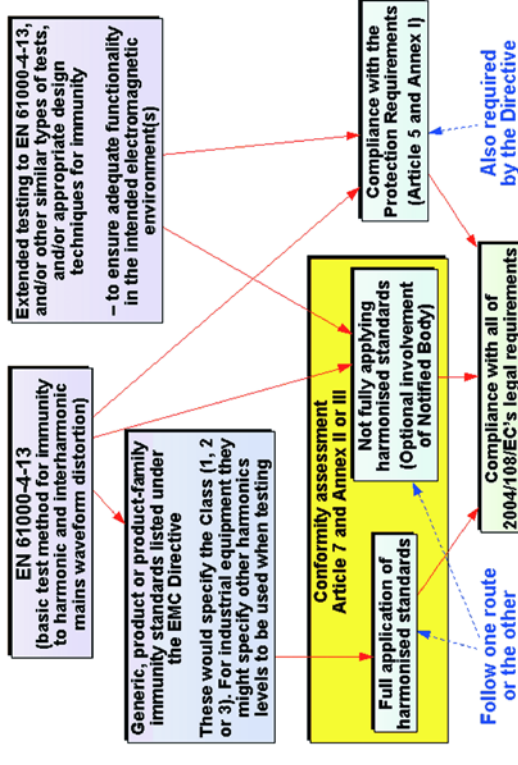 EN 61000-4-13
(basic test method for immunity
to harmonic and interharmonic
mains waveform distortion)
Extended testing to EN 61000-4-13,
and/or other similar types of tests,
and/or appropriate design
techniques for immunity
– to ensure adequate functionality
in the intended electromagnetic
environment(s)
Generic, product or product-family
immunity standards listed under
the EMC Directive
These would specify the Class (1, 2
or 3). For industrial equipment they
might specify other harmonics
levels to be used when testing
Conformity assessment
Article 7 and Annex II or III
Full application of
harmonised standards
Not fully applying
harmonised standards
(Optional involvement
of Notified Body)
Compliance with the
Protection Requirements
(Article 5 and Annex I)
Follow one route
or the other
Compliance with all of
2004/108/EC's legal requirements
Also required
by the Directive